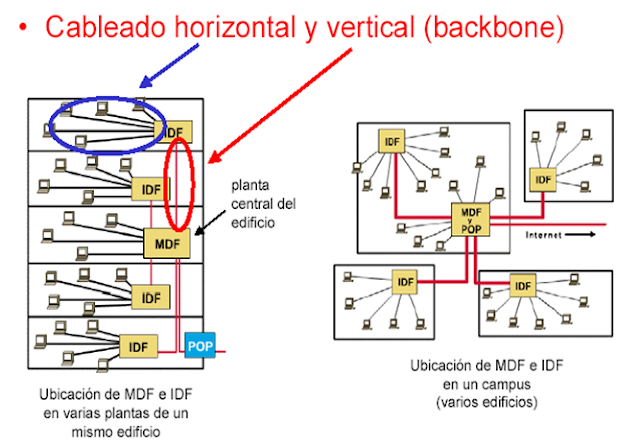 • Cableado horizontal y vertical (backbone)
IDF
IDF
MDF
IDF
IDF
POP
planta
central del
edificio
Ubicación de MDF e IDF
en varias plantas de un
mismo edificio
IDF
IDF
MDF
y
POP
Internet
IDF
IDF
Ubicación de MDF e IDF
en un campus
(varios edificios)